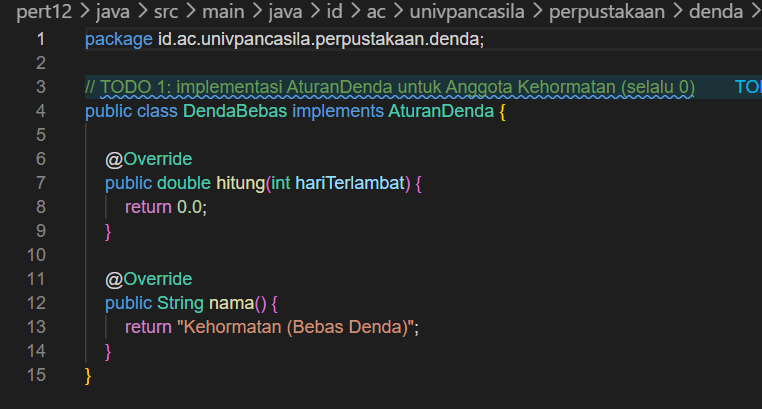 pert12 > java > src > main > java > id > ac > univpancasila > perpustakaan > denda >
1 package id.ac.univpancasila.perpustakaan.denda;
2
3 // TODO 1: implementasi AturanDenda untuk Anggota Kehormatan (selalu 0)
4 public class DendaBebas implements AturanDenda {
5
6 @Override
7 public double hitung(int hariTerlambat) {
8 return 0.0;
9 }
10
11 @Override
12 public String nama() {
13 return "Kehormatan (Bebas Denda)";
14 }
15 }